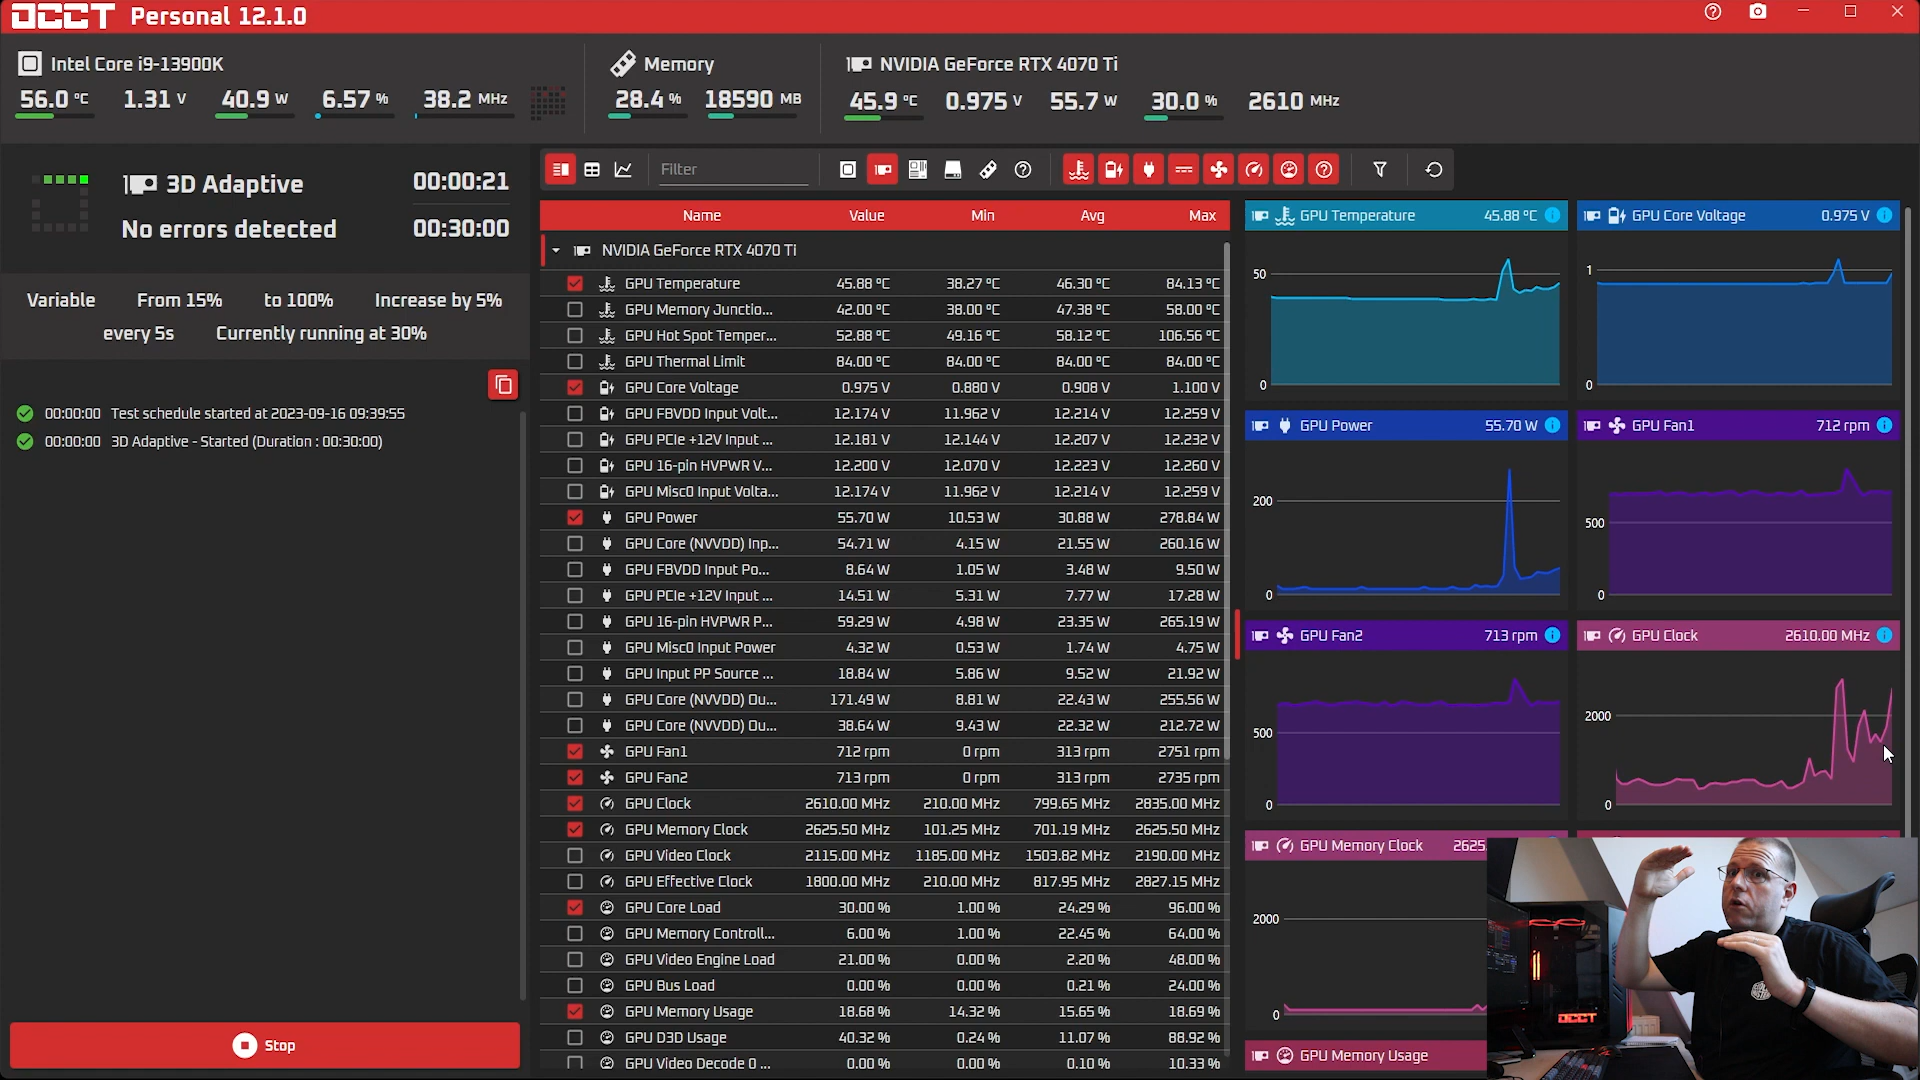 OCCT Personal 12.1.0
Intel Core i9-13900K
56.0 ºC 1.31 V 40.9 W 6.57 % 38.2 MHz
Memory
28.4 % 18590 MB
NVIDIA GeForce RTX 4070 Ti
45.9 ºC 0.975 V 55.7 W 30.0 % 2610 MHz
3D Adaptive 00:00:21
No errors detected 00:30:00
Variable From 15% to 100% Increase by 5%
every 5s Currently running at 30%
00:00:00 Test schedule started at 2023-09-16 09:39:55
00:00:00 3D Adaptive - Started (Duration : 00:30:00)
Stop
Filter
Name Value Min Avg Max
NVIDIA GeForce RTX 4070 Ti
GPU Temperature 45.88 ºC 38.27 ºC 46.30 ºC 84.13 ºC
GPU Memory Junctio... 42.00 ºC 38.00 ºC 47.38 ºC 58.00 ºC
GPU Hot Spot Temper... 52.88 ºC 49.16 ºC 58.12 ºC 106.56 ºC
GPU Thermal Limit 84.00 ºC 84.00 ºC 84.00 ºC 84.00 ºC
GPU Core Voltage 0.975 V 0.880 V 0.908 V 1.100 V
GPU FBVDD Input Volt... 12.174 V 11.962 V 12.214 V 12.259 V
GPU PCIe +12V Input ... 12.181 V 12.144 V 12.207 V 12.232 V
GPU 16-pin HVPWR V... 12.200 V 12.070 V 12.223 V 12.260 V
GPU Misc0 Input Volta... 12.174 V 11.962 V 12.214 V 12.259 V
GPU Power 55.70 W 10.53 W 30.88 W 278.84 W
GPU Core (NVVDD) Inp... 54.71 W 4.15 W 21.55 W 260.16 W
GPU FBVDD Input Po... 8.64 W 1.05 W 3.48 W 9.50 W
GPU PCIe +12V Input ... 14.51 W 5.31 W 7.77 W 17.28 W
GPU 16-pin HVPWR P... 59.29 W 4.98 W 23.35 W 265.19 W
GPU Misc0 Input Power 4.32 W 0.53 W 1.74 W 4.75 W
GPU Input PP Source ... 18.84 W 5.86 W 9.52 W 21.92 W
GPU Core (NVVDD) Ou... 171.49 W 8.81 W 22.43 W 255.56 W
GPU Core (NVVDD) Ou... 38.64 W 9.43 W 22.32 W 212.72 W
GPU Fan1 712 rpm 0 rpm 313 rpm 2751 rpm
GPU Fan2 713 rpm 0 rpm 313 rpm 2735 rpm
GPU Clock 2610.00 MHz 210.00 MHz 799.65 MHz 2835.00 MHz
GPU Memory Clock 2625.50 MHz 101.25 MHz 701.19 MHz 2625.50 MHz
GPU Video Clock 2115.00 MHz 1185.00 MHz 1503.82 MHz 2190.00 MHz
GPU Effective Clock 1800.00 MHz 210.00 MHz 817.95 MHz 2827.15 MHz
GPU Core Load 30.00 % 1.00 % 24.29 % 96.00 %
GPU Memory Controll... 6.00 % 1.00 % 22.45 % 64.00 %
GPU Video Engine Load 21.00 % 0.00 % 2.20 % 48.00 %
GPU Bus Load 0.00 % 0.00 % 0.21 % 24.00 %
GPU Memory Usage 18.68 % 14.32 % 15.65 % 18.69 %
GPU D3D Usage 40.32 % 0.24 % 11.07 % 88.92 %
GPU Video Decode 0 ... 0.00 % 0.00 % 0.10 % 10.33 %
GPU Temperature 45.88 ºC
50
0
GPU Core Voltage 0.975 V
1
0
GPU Power 55.70 W
200
0
GPU Fan1 712 rpm
500
0
GPU Fan2 713 rpm
500
0
GPU Clock 2610.00 MHz
2000
0
GPU Memory Clock 2625.
2000
0
GPU Memory Usage
OCCT